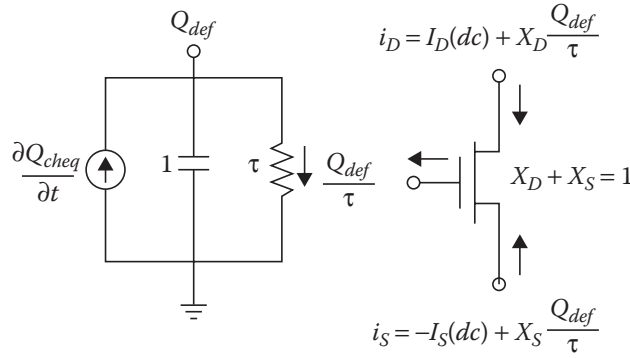 Q_def
i_D = I_D(dc) + X_D Q_def/τ
∂Q_cheq/∂t
1
τ
Q_def/τ
X_D + X_S = 1
i_S = –I_S(dc) + X_S Q_def/τ